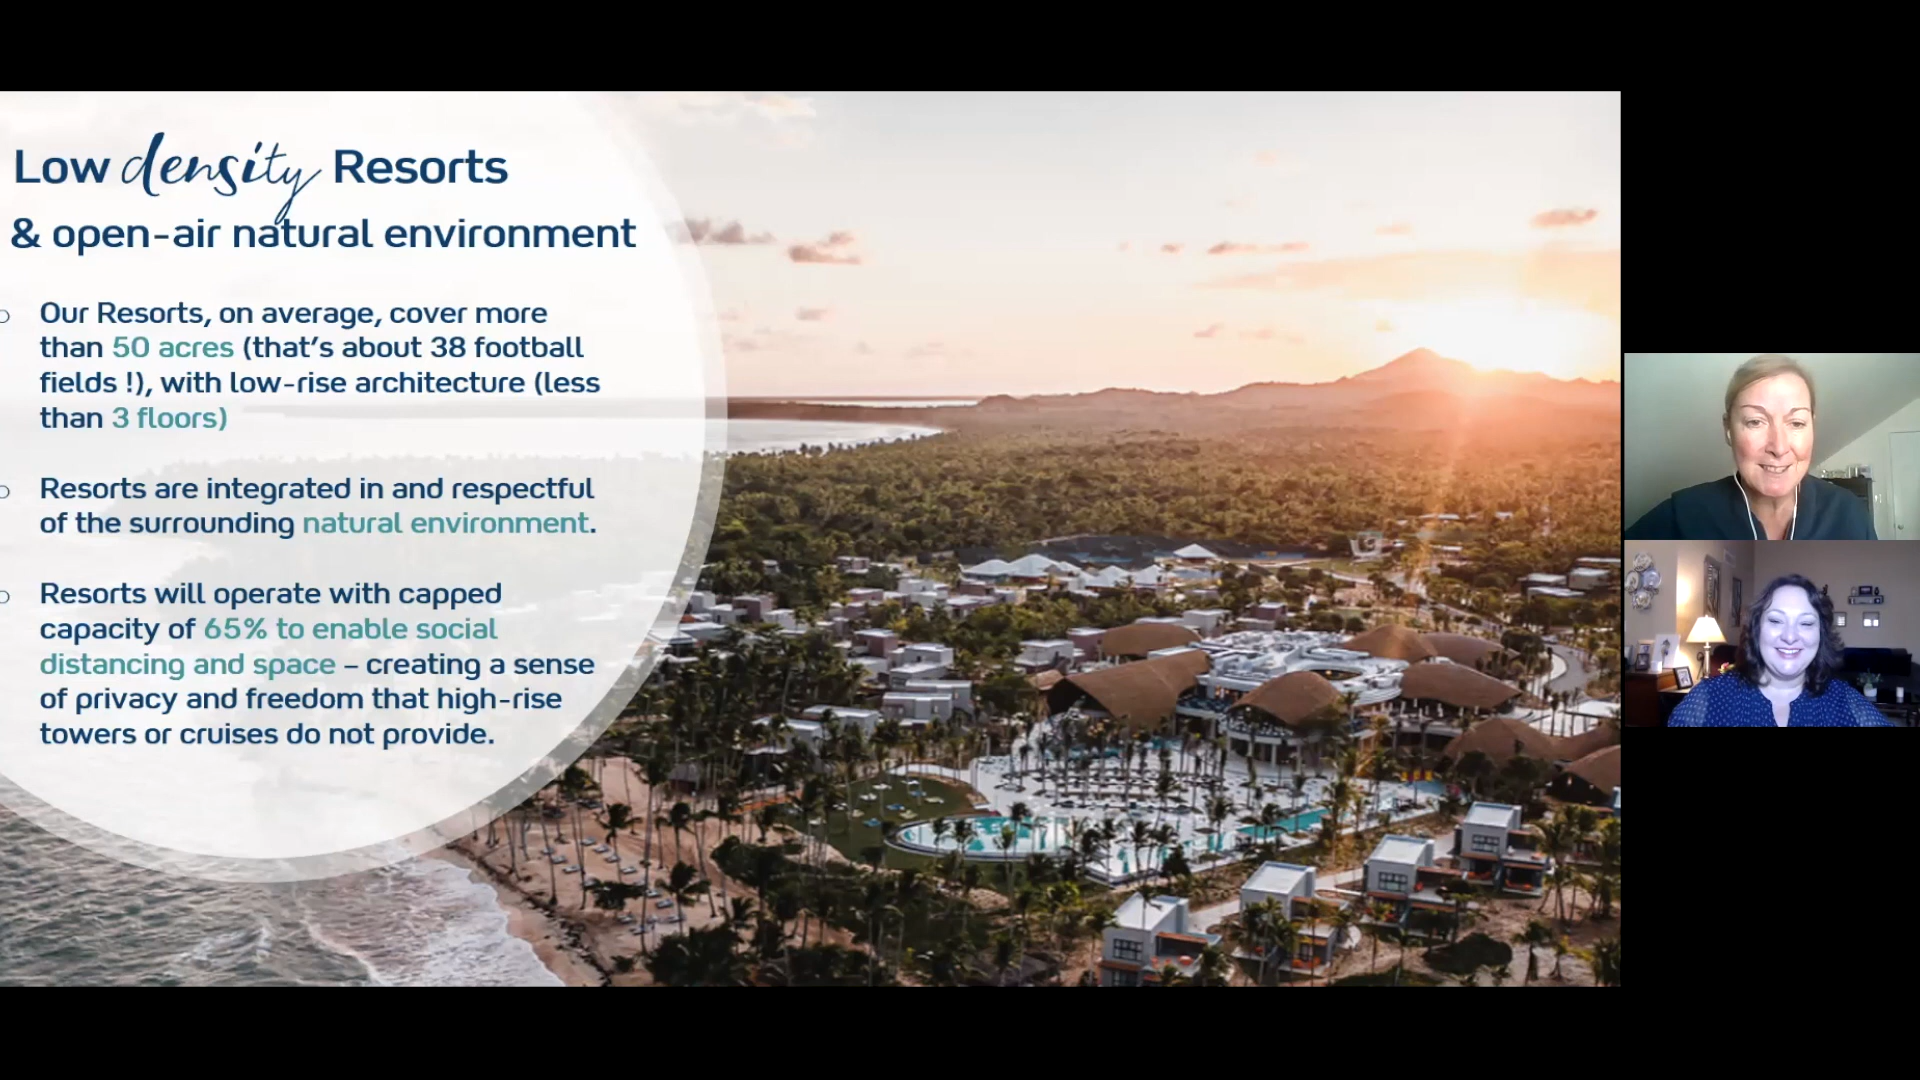 Low density Resorts
& open-air natural environment
Our Resorts, on average, cover more
than 50 acres (that's about 38 football
fields !), with low-rise architecture (less
than 3 floors)
Resorts are integrated in and respectful
of the surrounding natural environment.
Resorts will operate with capped
capacity of 65% to enable social
distancing and space – creating a sense
of privacy and freedom that high-rise
towers or cruises do not provide.